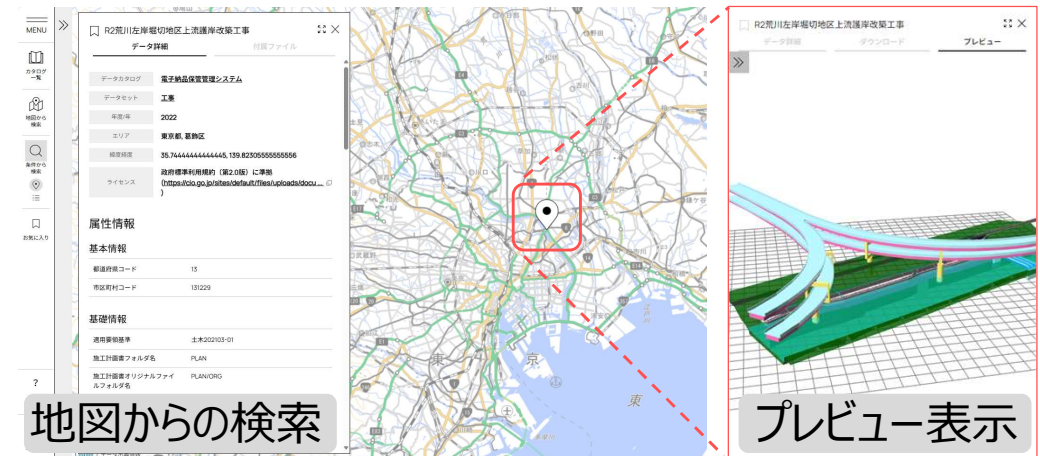 MENU
カタログ
一覧
地図から
検索
条件から
検索
お気に入り
?
R2荒川左岸堀切地区上流護岸改築工事
データ詳細
付属ファイル
データカタログ
電子納品保管管理システム
データセット
工事
年度/年
2022
エリア
東京都, 葛飾区
緯度経度
35.74444444444445, 139.82305555555556
ライセンス
政府標準利用規約（第2.0版）に準拠
(https://cio.go.jp/sites/default/files/uploads/docu ...
)
属性情報
基本情報
都道府県コード
13
市区町村コード
131229
基礎情報
適用要領基準
土木202103-01
施工計画書フォルダ名
PLAN
施工計画書オリジナルファイ
ルフォルダ名
PLAN/ORG
地図からの検索
東
京
東
R2荒川左岸堀切地区上流護岸改築工事
データ詳細
ダウンロード
プレビュー
プレビュー表示